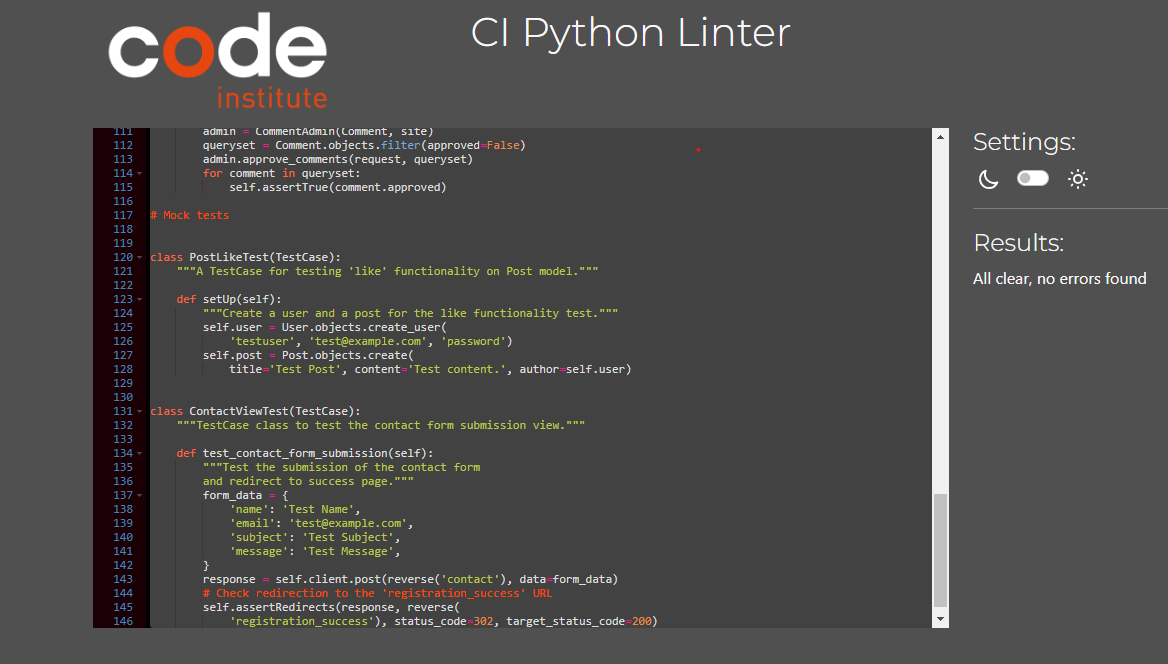 code
institute
CI Python Linter
111 admin = CommentAdmin(Comment, site)
112 queryset = Comment.objects.filter(approved=False)
113 admin.approve_comments(request, queryset)
114 for comment in queryset:
115 self.assertTrue(comment.approved)
116
117 # Mock tests
118
119
120 class PostLikeTest(TestCase):
121 """A TestCase for testing 'like' functionality on Post model."""
122
123 def setUp(self):
124 """Create a user and a post for the like functionality test."""
125 self.user = User.objects.create_user(
126 'testuser', 'test@example.com', 'password')
127 self.post = Post.objects.create(
128 title='Test Post', content='Test content.', author=self.user)
129
130
131 class ContactViewTest(TestCase):
132 """TestCase class to test the contact form submission view."""
133
134 def test_contact_form_submission(self):
135 """Test the submission of the contact form
136 and redirect to success page."""
137 form_data = {
138 'name': 'Test Name',
139 'email': 'test@example.com',
140 'subject': 'Test Subject',
141 'message': 'Test Message',
142 }
143 response = self.client.post(reverse('contact'), data=form_data)
144 # Check redirection to the 'registration_success' URL
145 self.assertRedirects(response, reverse(
146 'registration_success'), status_code=302, target_status_code=200)
Settings:
Results:
All clear, no errors found